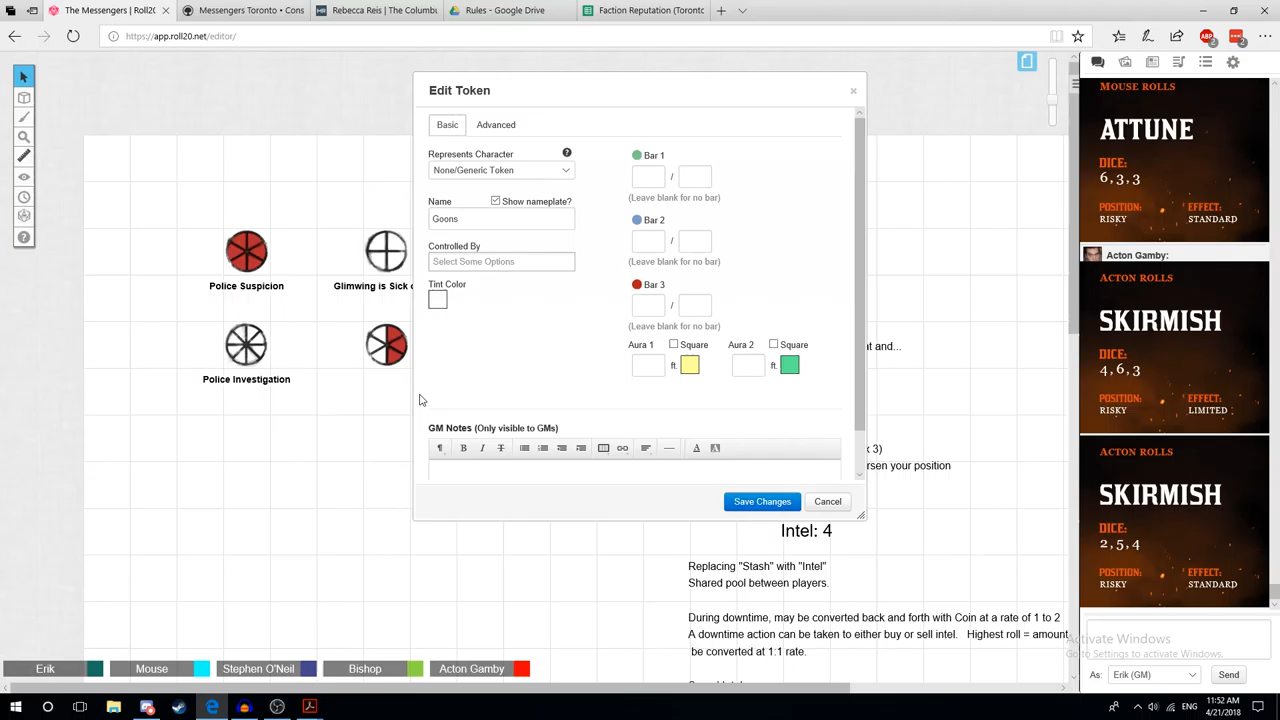 The Messengers | Roll20
Messengers Toronto • Cons
Rebecca Reis | The Columbu
Rules - Google Drive
Faction Reputation (Toronto
https://app.roll20.net/editor/
ABP
2
2
Edit Token
Basic
Advanced
Represents Character
None/Generic Token
Name
Show nameplate?
Goons
Controlled By
Select Some Options
Tint Color
Bar 1
/
(Leave blank for no bar)
Bar 2
/
(Leave blank for no bar)
Bar 3
/
(Leave blank for no bar)
Aura 1
Square
Aura 2
Square
ft.
ft.
GM Notes (Only visible to GMs)
Save Changes
Cancel
Police Suspicion
Glimwing is Sick o
Police Investigation
at and...
x 3)
rsen your position
Intel: 4
Replacing "Stash" with "Intel"
Shared pool between players.
During downtime, may be converted back and forth with Coin at a rate of 1 to 2
A downtime action can be taken to either buy or sell intel. Highest roll = amount
be converted at 1:1 rate.
Erik
Mouse
Stephen O'Neil
Bishop
Acton Gamby
MOUSE ROLLS
ATTUNE
DICE:
6,3,3
POSITION:
EFFECT:
RISKY
STANDARD
Acton Gamby:
ACTON ROLLS
SKIRMISH
DICE:
4,6,3
POSITION:
EFFECT:
RISKY
LIMITED
ACTON ROLLS
SKIRMISH
DICE:
2,5,4
POSITION:
EFFECT:
RISKY
STANDARD
Activate Windows
Go to Settings to activate Windows.
As:
Erik (GM)
Send
ENG
11:52 AM
4/21/2018